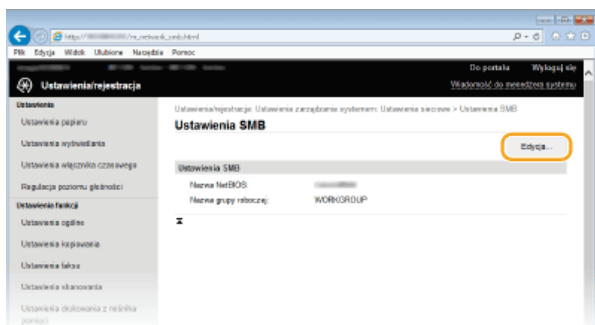 Plik Edycja Widok Ulubione Narzędzia Pomoc
Do portalu Wyloguj się
Ustawienia/rejestracja
Wiadomość do menedżera systemu
Ustawienia
Ustawienia papieru
Ustawienia wyświetlania
Ustawienia włącznika czasowego
Regulacja poziomu głośności
Ustawienia funkcji
Ustawienia ogólne
Ustawienia kopiowania
Ustawienia faksu
Ustawienia skanowania
Ustawienia drukowania z nośnika
pamięci
Ustawienia/rejestracja: Ustawienia zarządzania systemem: Ustawienia sieciowe > Ustawienia SMB
Ustawienia SMB
Edycja...
Ustawienia SMB
Nazwa NetBIOS:
Nazwa grupy roboczej: WORKGROUP